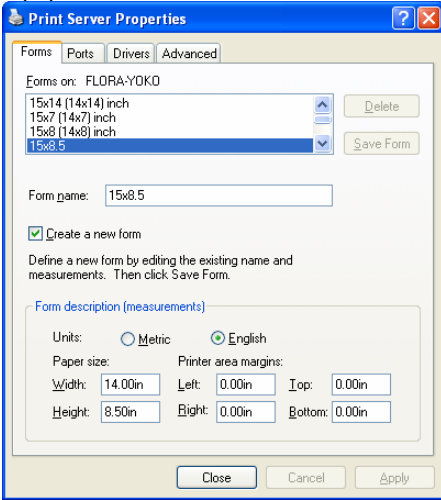 Print Server Properties
Forms Ports Drivers Advanced
Forms on: FLORA-YOKO
15x14 (14x14) inch
15x7 (14x7) inch
15x8 (14x8) inch
15x8.5
Delete
Save Form
Form name: 15x8.5
Create a new form
Define a new form by editing the existing name and
measurements. Then click Save Form.
Form description (measurements)
Units: Metric English
Paper size: Printer area margins:
Width: 14.00in Left: 0.00in Top: 0.00in
Height: 8.50in Right: 0.00in Bottom: 0.00in
Close Cancel Apply